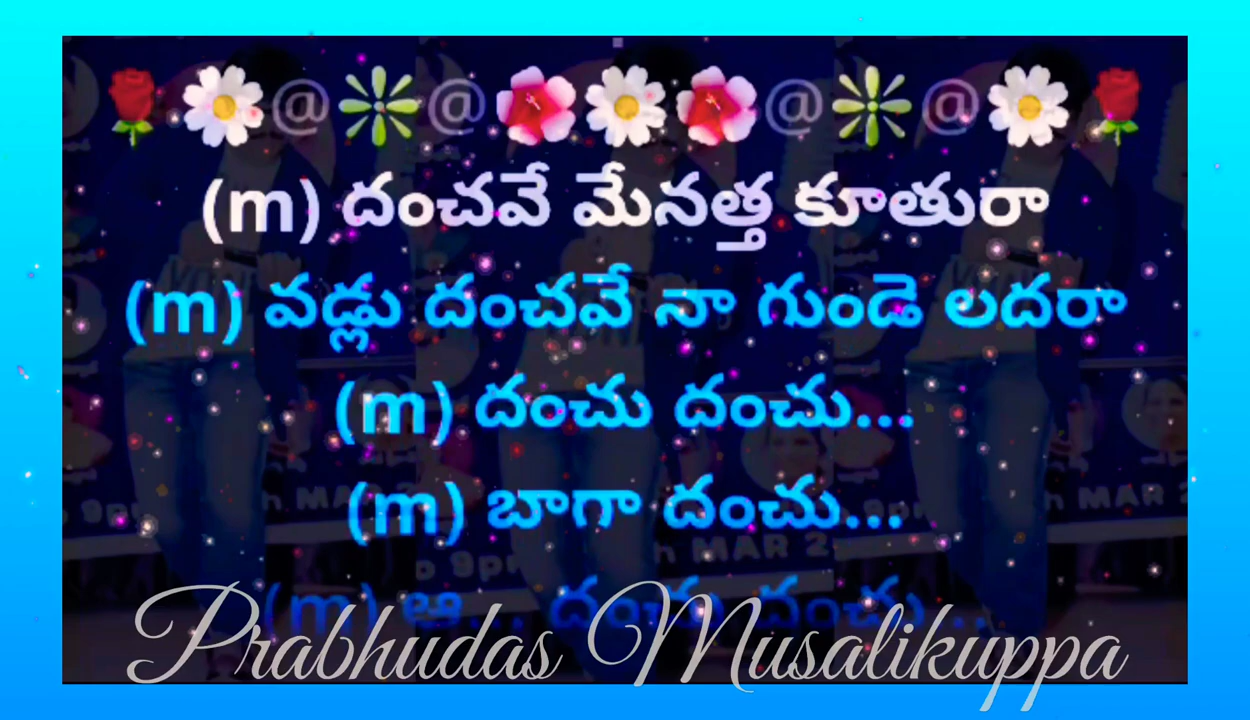 @ @ @ @
(m) దంచవే మేనత్త కూతురా
(m) వడ్లు దంచవే నా గుండె లదరా
(m) దంచు దంచు...
(m) బాగా దంచు...
(m) ఆ... దంచు దంచు...
Prabhudas Musalikuppa